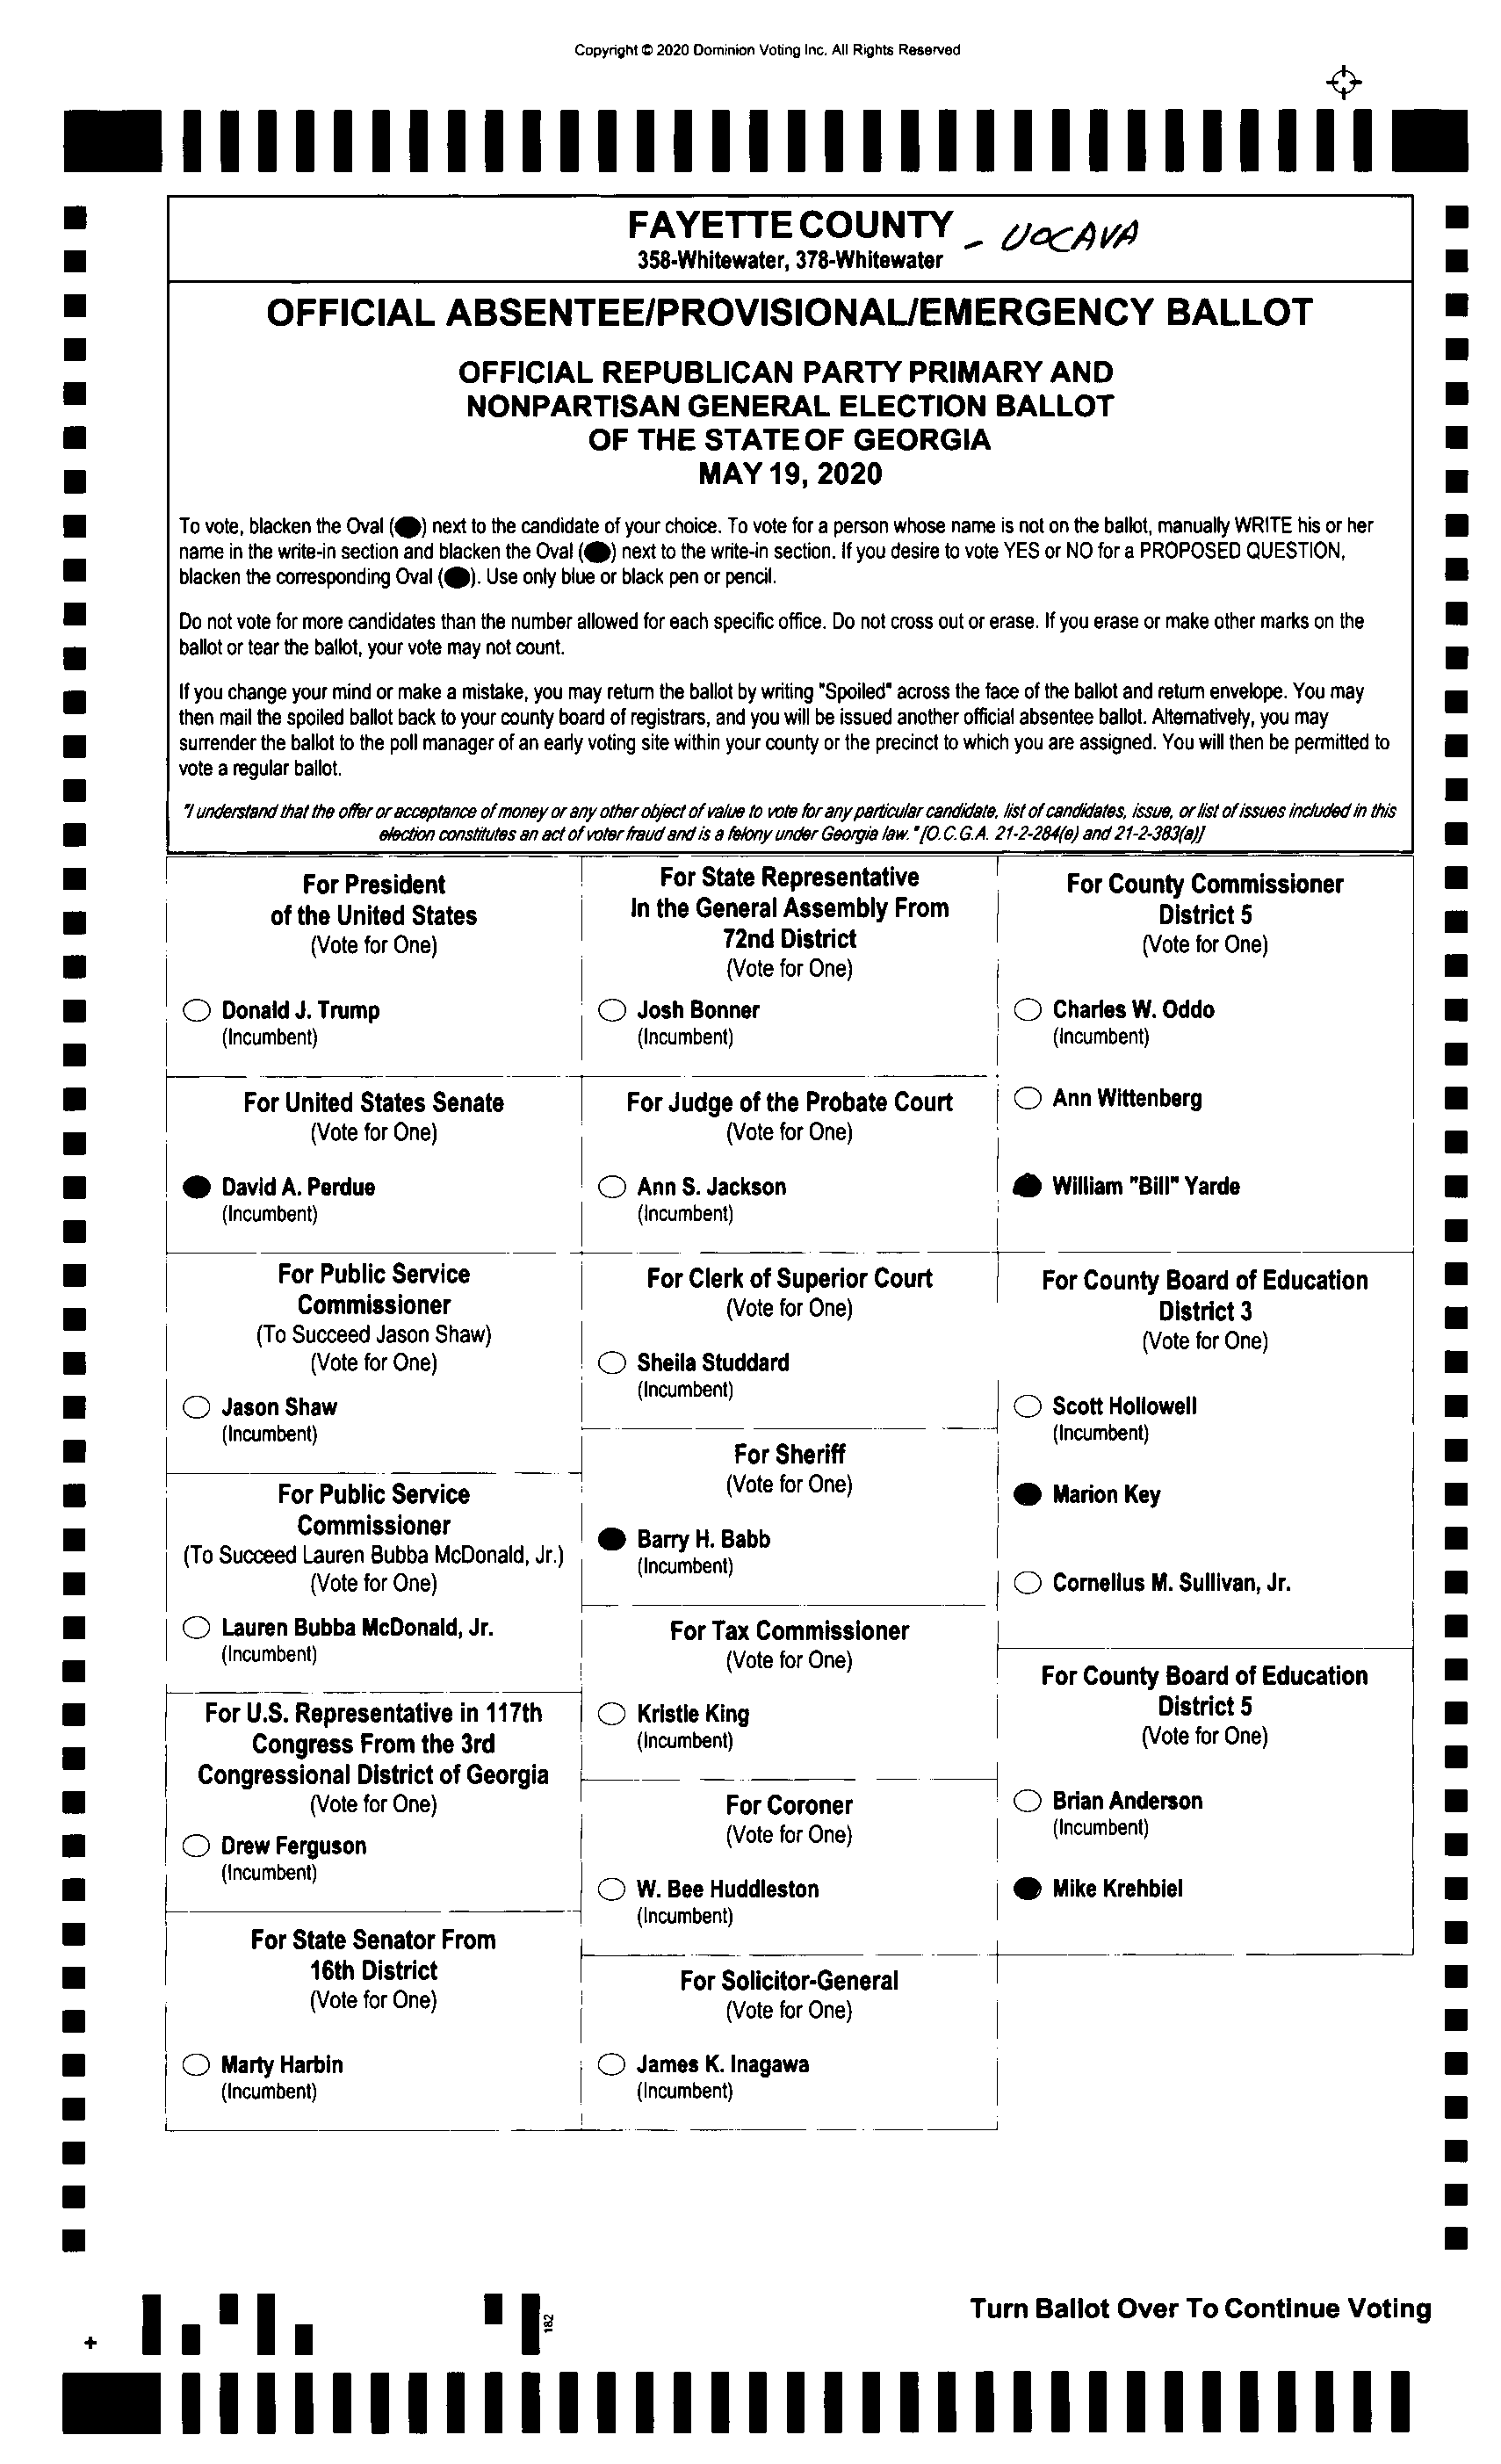 Copyright © 2020 Dominion Voting Inc. All Rights Reserved
FAYETTE COUNTY - UOCAVA
358-Whitewater, 378-Whitewater
OFFICIAL ABSENTEE/PROVISIONAL/EMERGENCY BALLOT
OFFICIAL REPUBLICAN PARTY PRIMARY AND
NONPARTISAN GENERAL ELECTION BALLOT
OF THE STATE OF GEORGIA
MAY 19, 2020
To vote, blacken the Oval (●) next to the candidate of your choice. To vote for a person whose name is not on the ballot, manually WRITE his or her
name in the write-in section and blacken the Oval (●) next to the write-in section. If you desire to vote YES or NO for a PROPOSED QUESTION,
blacken the corresponding Oval (●). Use only blue or black pen or pencil.
Do not vote for more candidates than the number allowed for each specific office. Do not cross out or erase. If you erase or make other marks on the
ballot or tear the ballot, your vote may not count.
If you change your mind or make a mistake, you may return the ballot by writing "Spoiled" across the face of the ballot and return envelope. You may
then mail the spoiled ballot back to your county board of registrars, and you will be issued another official absentee ballot. Alternatively, you may
surrender the ballot to the poll manager of an early voting site within your county or the precinct to which you are assigned. You will then be permitted to
vote a regular ballot.
"I understand that the offer or acceptance of money or any other object of value to vote for any particular candidate, list of candidates, issue, or list of issues included in this
election constitutes an act of voter fraud and is a felony under Georgia law." [O.C.G.A. 21-2-284(e) and 21-2-383(a)]
For President
of the United States
(Vote for One)
Donald J. Trump
(Incumbent)
For United States Senate
(Vote for One)
David A. Perdue
(Incumbent)
For Public Service
Commissioner
(To Succeed Jason Shaw)
(Vote for One)
Jason Shaw
(Incumbent)
For Public Service
Commissioner
(To Succeed Lauren Bubba McDonald, Jr.)
(Vote for One)
Lauren Bubba McDonald, Jr.
(Incumbent)
For U.S. Representative in 117th
Congress From the 3rd
Congressional District of Georgia
(Vote for One)
Drew Ferguson
(Incumbent)
For State Senator From
16th District
(Vote for One)
Marty Harbin
(Incumbent)
For State Representative
In the General Assembly From
72nd District
(Vote for One)
Josh Bonner
(Incumbent)
For Judge of the Probate Court
(Vote for One)
Ann S. Jackson
(Incumbent)
For Clerk of Superior Court
(Vote for One)
Sheila Studdard
(Incumbent)
For Sheriff
(Vote for One)
Barry H. Babb
(Incumbent)
For Tax Commissioner
(Vote for One)
Kristie King
(Incumbent)
For Coroner
(Vote for One)
W. Bee Huddleston
(Incumbent)
For Solicitor-General
(Vote for One)
James K. Inagawa
(Incumbent)
For County Commissioner
District 5
(Vote for One)
Charles W. Oddo
(Incumbent)
Ann Wittenberg
William "Bill" Yarde
For County Board of Education
District 3
(Vote for One)
Scott Hollowell
(Incumbent)
Marion Key
Cornelius M. Sullivan, Jr.
For County Board of Education
District 5
(Vote for One)
Brian Anderson
(Incumbent)
Mike Krehbiel
182
Turn Ballot Over To Continue Voting